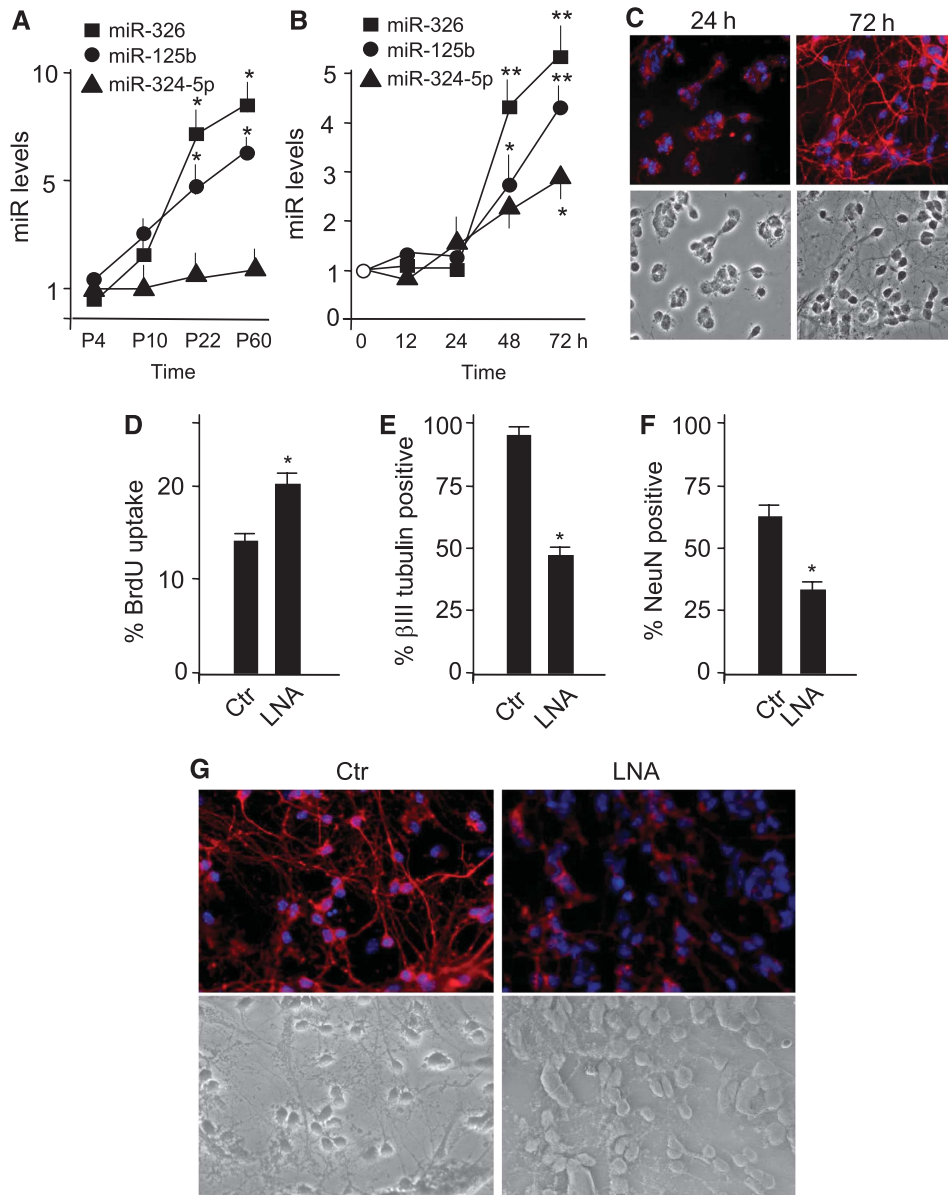 A
miR-326
miR-125b
miR-324-5p
miR levels
10
5
1
*
*
*
*
P4 P10 P22 P60
Time
B
miR-326
miR-125b
miR-324-5p
miR levels
5
4
3
2
1
0
**
**
**
*
*
0 12 24 48 72 h
Time
C
24 h 72 h
D
% BrdU uptake
20
10
0
*
Ctr LNA
E
% βIII tubulin positive
100
75
50
25
0
*
Ctr LNA
F
% NeuN positive
100
75
50
25
0
*
Ctr LNA
G
Ctr LNA